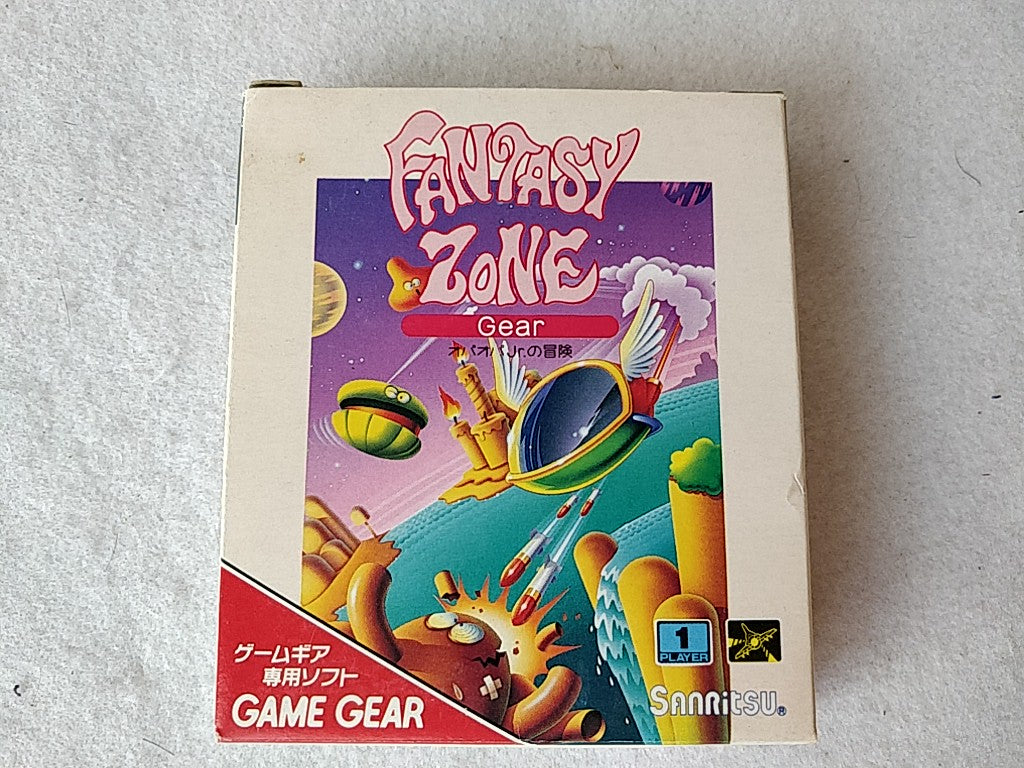 FANTASY
ZONE
Gear
オパオパJr.の冒険
ゲームギア
専用ソフト
GAME GEAR
1
PLAYER
SANRITSU®